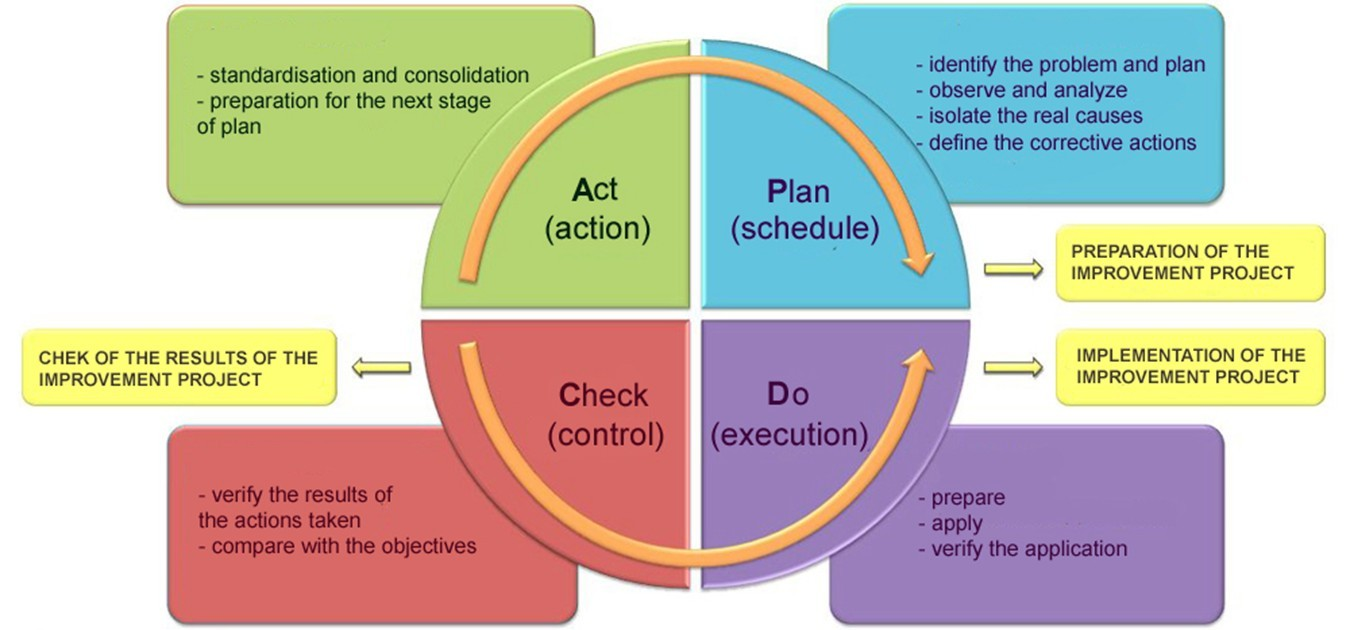 - standardisation and consolidation
- preparation for the next stage
of plan
- identify the problem and plan
- observe and analyze
- isolate the real causes
- define the corrective actions
Act
(action)
Plan
(schedule)
PREPARATION OF THE
IMPROVEMENT PROJECT
CHEK OF THE RESULTS OF THE
IMPROVEMENT PROJECT
IMPLEMENTATION OF THE
IMPROVEMENT PROJECT
Check
(control)
Do
(execution)
- verify the results of
the actions taken
- compare with the objectives
- prepare
- apply
- verify the application